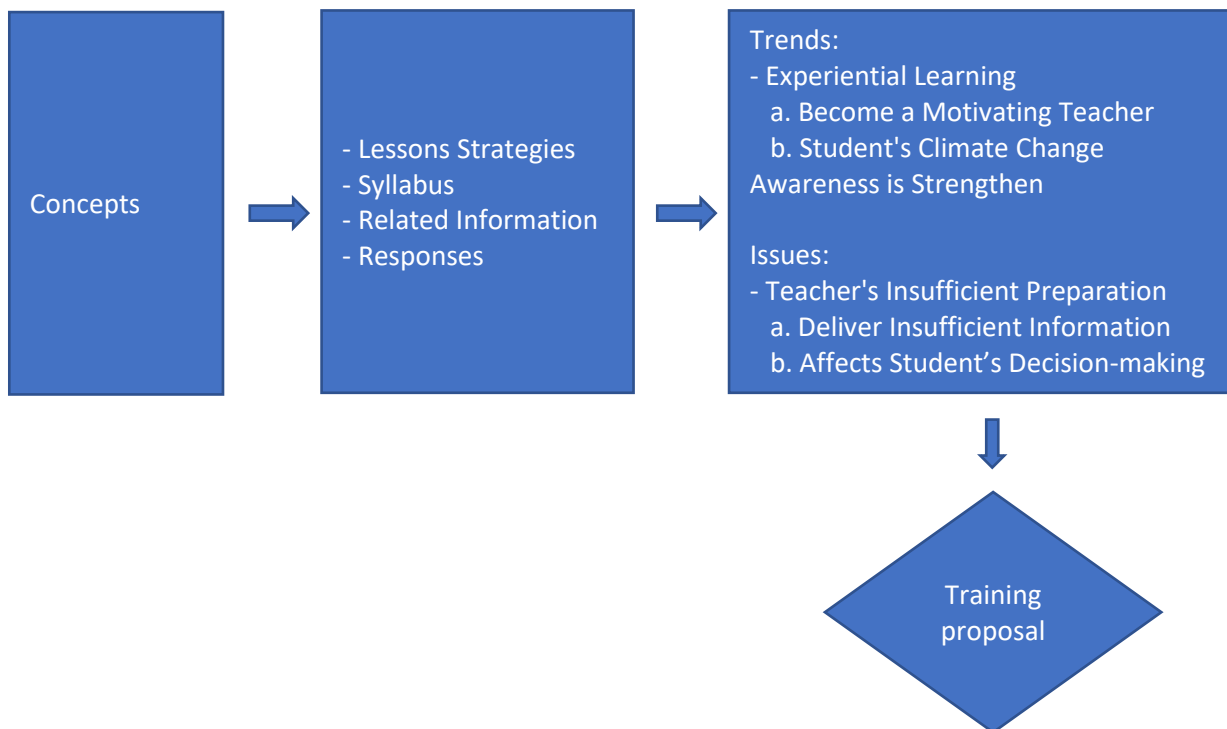 Concepts
- Lessons Strategies
- Syllabus
- Related Information
- Responses
Trends:
- Experiential Learning
a. Become a Motivating Teacher
b. Student's Climate Change
Awareness is Strengthen
Issues:
- Teacher's Insufficient Preparation
a. Deliver Insufficient Information
b. Affects Student’s Decision-making
Training
proposal